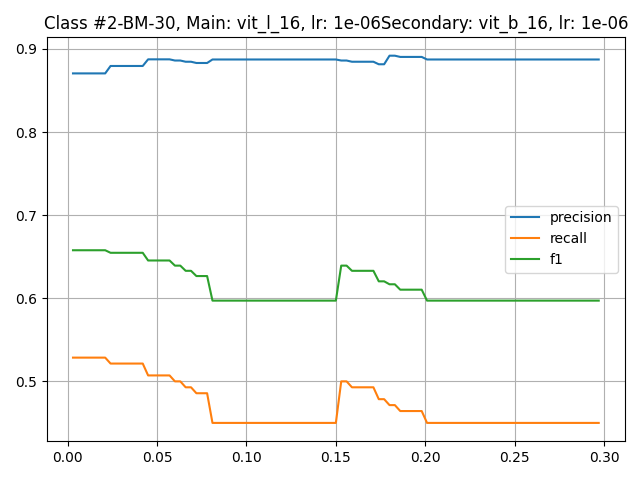 Class #2-BM-30, Main: vit_l_16, lr: 1e-06Secondary: vit_b_16, lr: 1e-06
0.9
0.8
0.7
0.6
0.5
precision
recall
f1
0.00 0.05 0.10 0.15 0.20 0.25 0.30